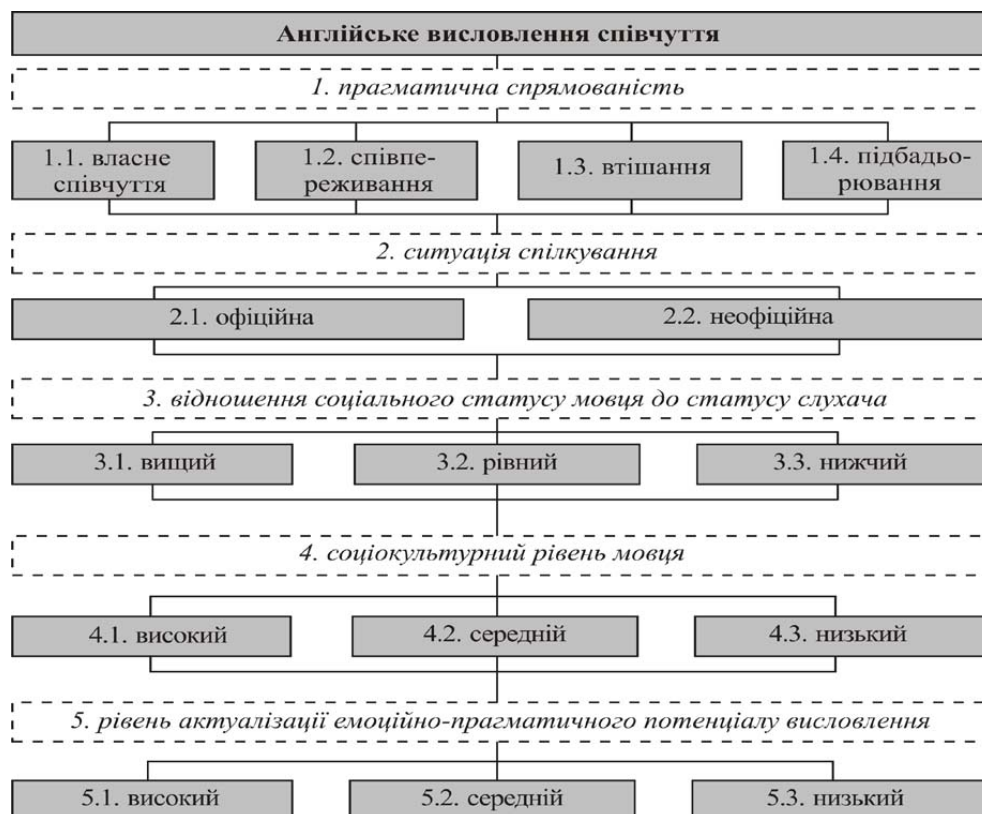 Англійське висловлення співчуття
1. прагматична спрямованість
1.1. власне
співчуття
1.2. співпе-
реживання
1.3. втішання
1.4. підбадьо-
рювання
2. ситуація спілкування
2.1. офіційна
2.2. неофіційна
3. відношення соціального статусу мовця до статусу слухача
3.1. вищий
3.2. рівний
3.3. нижчий
4. соціокультурний рівень мовця
4.1. високий
4.2. середній
4.3. низький
5. рівень актуалізації емоційно-прагматичного потенціалу висловлення
5.1. високий
5.2. середній
5.3. низький